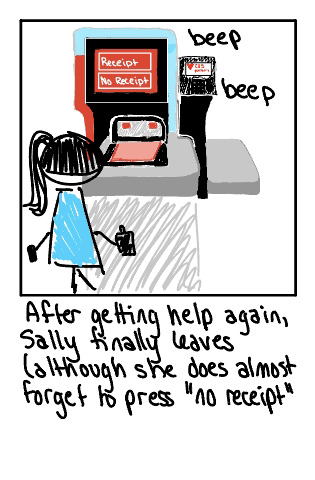 beep
Receipt
No Receipt
beep
After getting help again,
Sally finally leaves
(although she does almost
forget to press "no receipt"